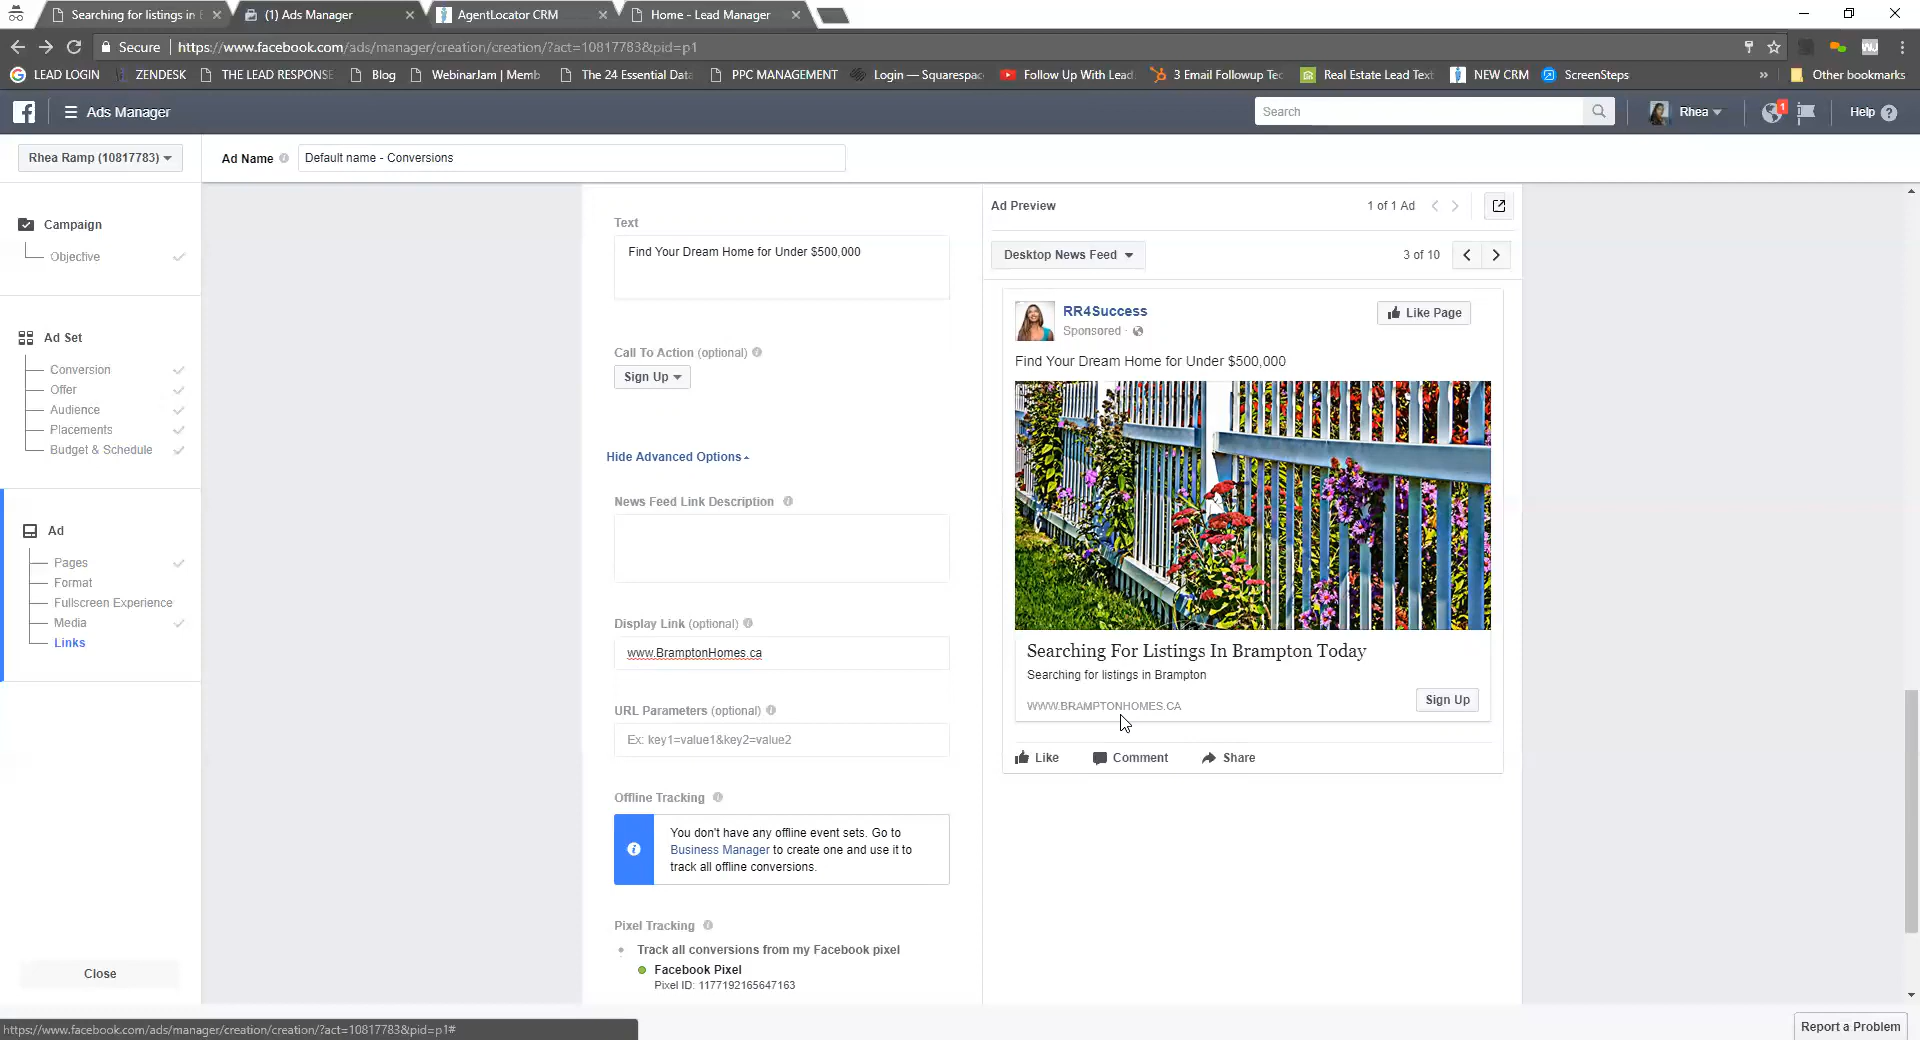 Searching for listings in
(1) Ads Manager
AgentLocator CRM
Home - Lead Manager
Secure
https://www.facebook.com/ads/manager/creation/creation/?act=10817783&pid=p1
LEAD LOGIN
ZENDESK
THE LEAD RESPONSE
Blog
WebinarJam | Memb
The 24 Essential Data
PPC MANAGEMENT
Login — Squarespac
Follow Up With Lead
3 Email Followup Tec
Real Estate Lead Text
NEW CRM
ScreenSteps
»
Other bookmarks
Ads Manager
Search
Rhea
1
Help
Rhea Ramp (10817783)
Ad Name
Default name - Conversions
Campaign
Objective
Ad Set
Conversion
Offer
Audience
Placements
Budget & Schedule
Ad
Pages
Format
Fullscreen Experience
Media
Links
Close
Text
Find Your Dream Home for Under $500,000
Call To Action (optional)
Sign Up
Hide Advanced Options
News Feed Link Description
Display Link (optional)
www.BramptonHomes.ca
URL Parameters (optional)
Ex: key1=value1&key2=value2
Offline Tracking
You don't have any offline event sets. Go to
Business Manager to create one and use it to
track all offline conversions.
Pixel Tracking
Track all conversions from my Facebook pixel
Facebook Pixel
Pixel ID: 1177192165647163
Ad Preview
1 of 1 Ad
Desktop News Feed
3 of 10
RR4Success
Sponsored ·
Like Page
Find Your Dream Home for Under $500,000
Searching For Listings In Brampton Today
Searching for listings in Brampton
WWW.BRAMPTONHOMES.CA
Sign Up
Like
Comment
Share
https://www.facebook.com/ads/manager/creation/creation/?act=10817783&pid=p1#
Report a Problem